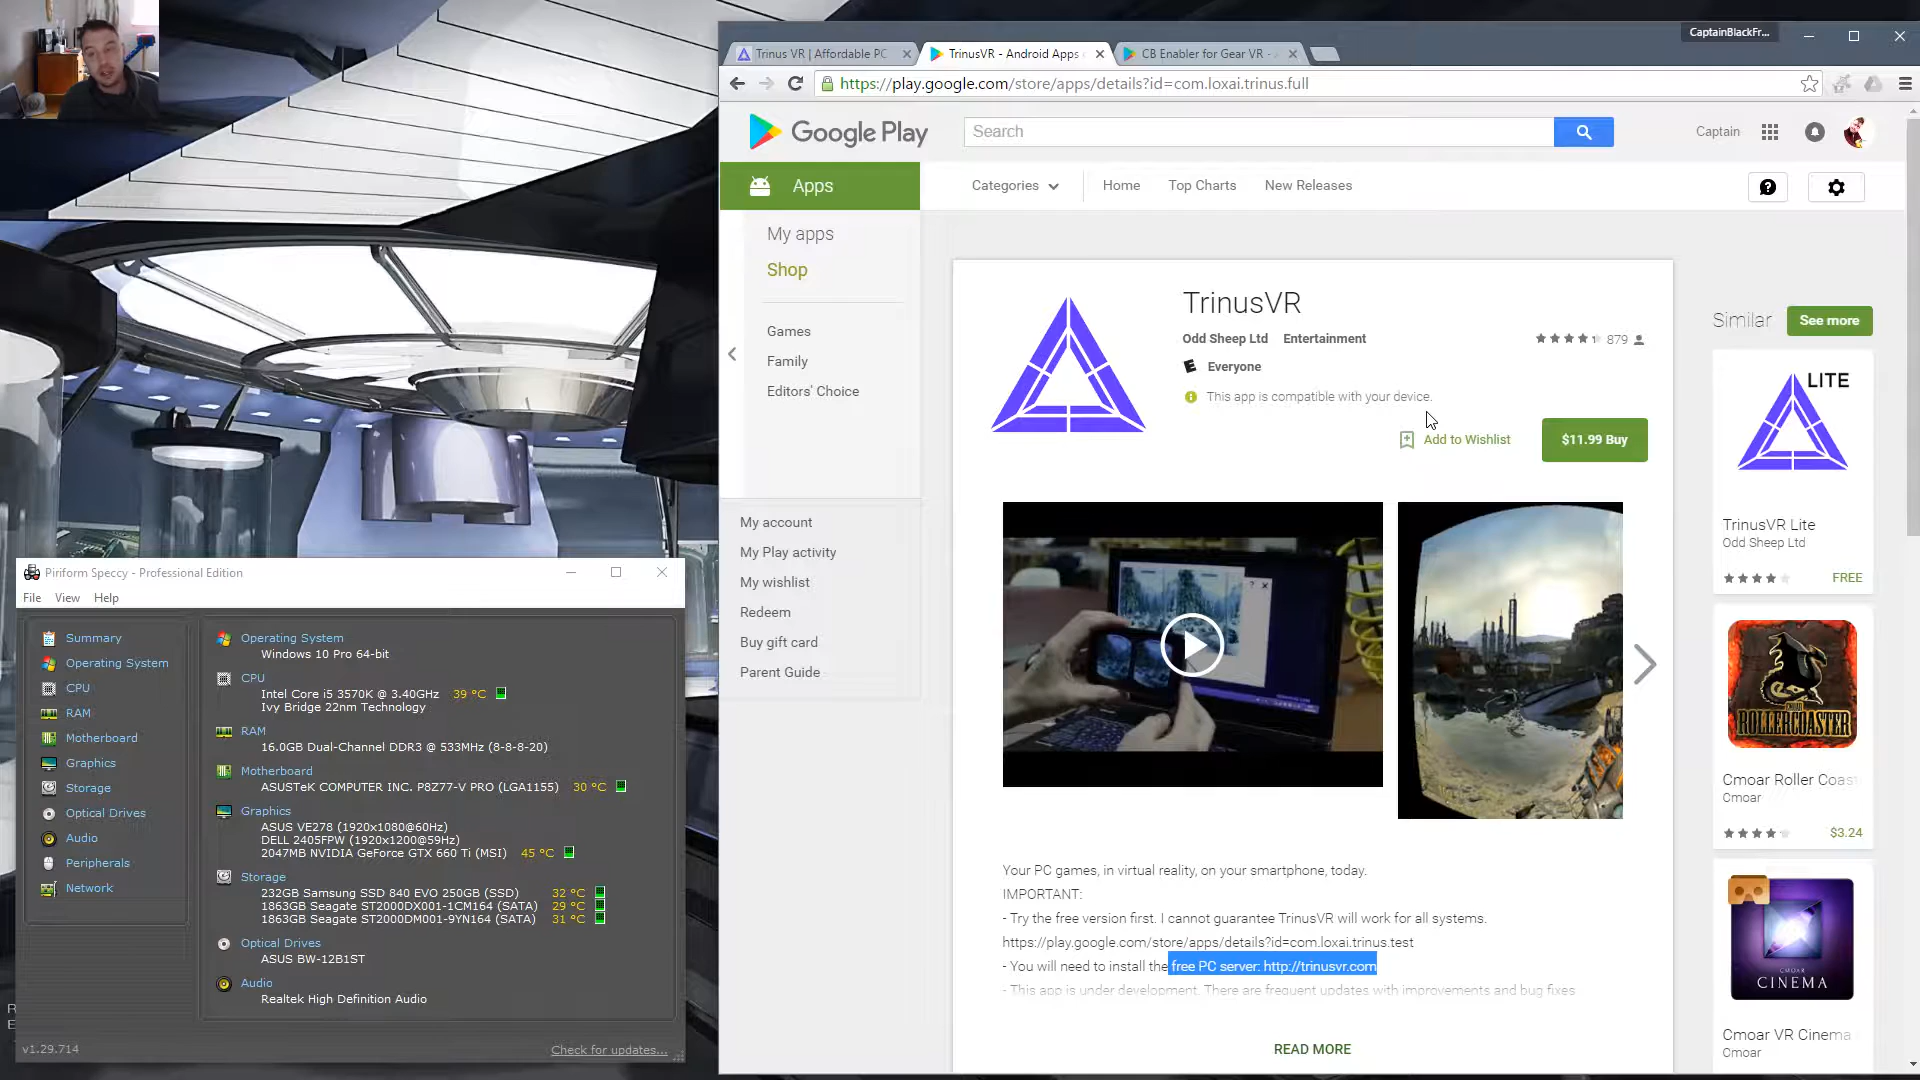 CaptainBlackFr...
Trinus VR | Affordable PC
TrinusVR - Android Apps
CB Enabler for Gear VR -
https://play.google.com/store/apps/details?id=com.loxai.trinus.full
Google Play
Search
Captain
Apps
Categories
Home
Top Charts
New Releases
My apps
Shop
Games
Family
Editors' Choice
My account
My Play activity
My wishlist
Redeem
Buy gift card
Parent Guide
TrinusVR
Odd Sheep Ltd Entertainment
879
Everyone
This app is compatible with your device.
Add to Wishlist
$11.99 Buy
Your PC games, in virtual reality, on your smartphone, today.
IMPORTANT:
- Try the free version first. I cannot guarantee TrinusVR will work for all systems.
https://play.google.com/store/apps/details?id=com.loxai.trinus.test
- You will need to install the free PC server: http://trinusvr.com
- This app is under development. There are frequent updates with improvements and bug fixes
READ MORE
Similar
See more
LITE
TrinusVR Lite
Odd Sheep Ltd
FREE
CMOAR
ROLLERCOASTER
Cmoar Roller Coast
Cmoar
$3.24
CMOAR
CINEMA
Cmoar VR Cinema
Cmoar
Piriform Speccy - Professional Edition
File View Help
Summary
Operating System
CPU
RAM
Motherboard
Graphics
Storage
Optical Drives
Audio
Peripherals
Network
Operating System
Windows 10 Pro 64-bit
CPU
Intel Core i5 3570K @ 3.40GHz 39 °C
Ivy Bridge 22nm Technology
RAM
16.0GB Dual-Channel DDR3 @ 533MHz (8-8-8-20)
Motherboard
ASUSTeK COMPUTER INC. P8Z77-V PRO (LGA1155) 30 °C
Graphics
ASUS VE278 (1920x1080@60Hz)
DELL 2405FPW (1920x1200@59Hz)
2047MB NVIDIA GeForce GTX 660 Ti (MSI) 45 °C
Storage
232GB Samsung SSD 840 EVO 250GB (SSD) 32 °C
1863GB Seagate ST2000DX001-1CM164 (SATA) 29 °C
1863GB Seagate ST2000DM001-9YN164 (SATA) 31 °C
Optical Drives
ASUS BW-12B1ST
Audio
Realtek High Definition Audio
v1.29.714
Check for updates...